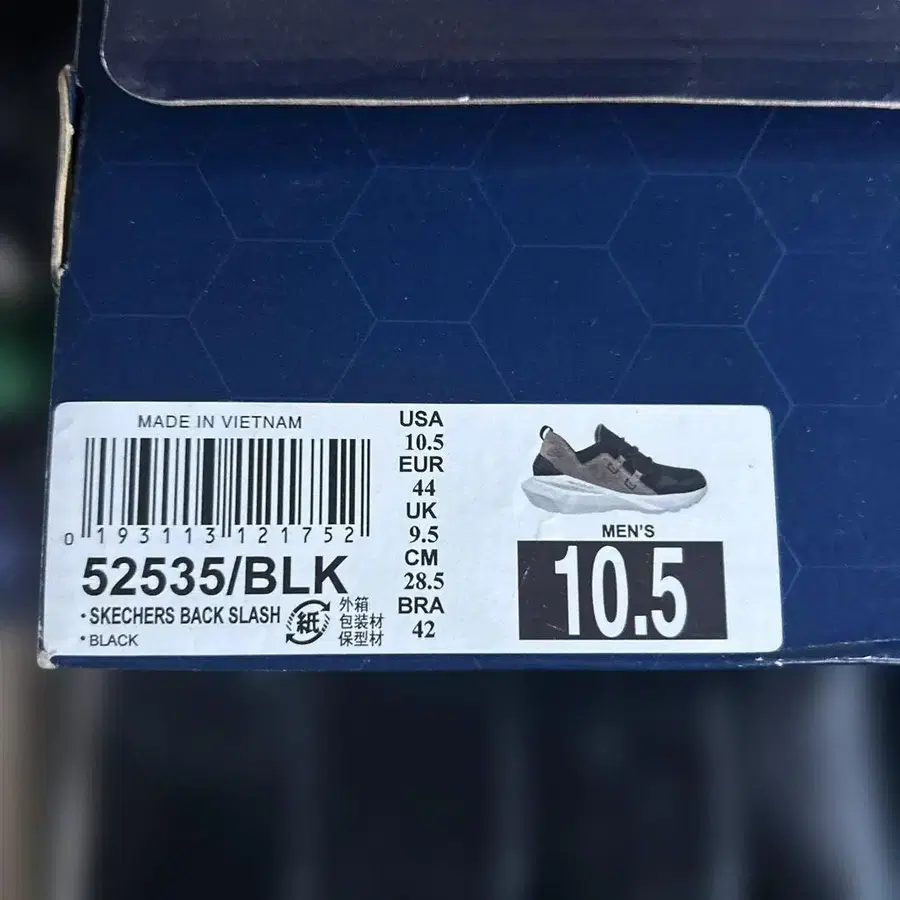 MADE IN VIETNAM
0 193113 121752
52535/BLK
• SKECHERS BACK SLASH
• BLACK
紙
外箱
包装材
保型材
USA
10.5
EUR
44
UK
9.5
CM
28.5
BRA
42
MEN'S
10.5